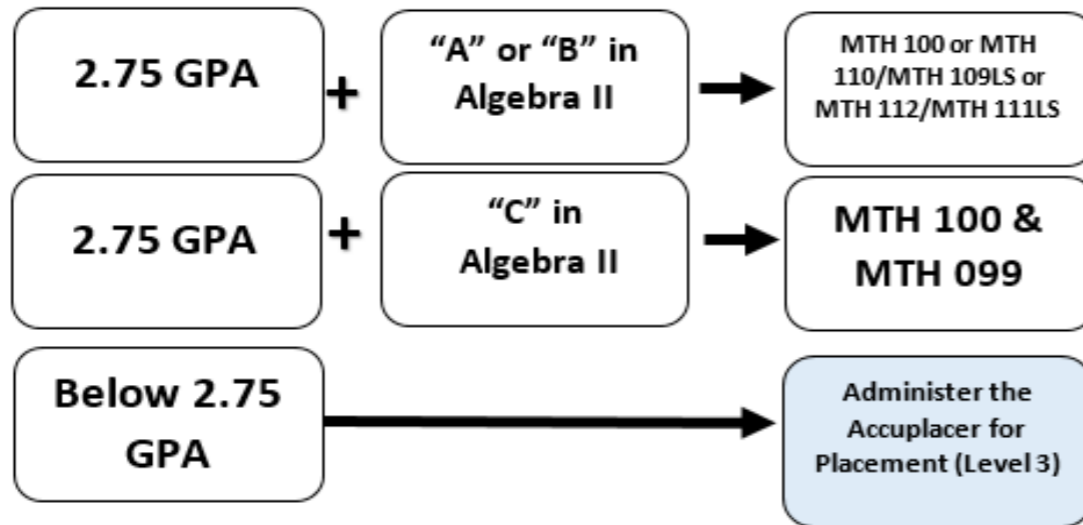 2.75 GPA
+
“A” or “B” in
Algebra II
MTH 100 or MTH
110/MTH 109LS or
MTH 112/MTH 111LS
2.75 GPA
+
“C” in
Algebra II
MTH 100 &
MTH 099
Below 2.75
GPA
Administer the
Accuplacer for
Placement (Level 3)